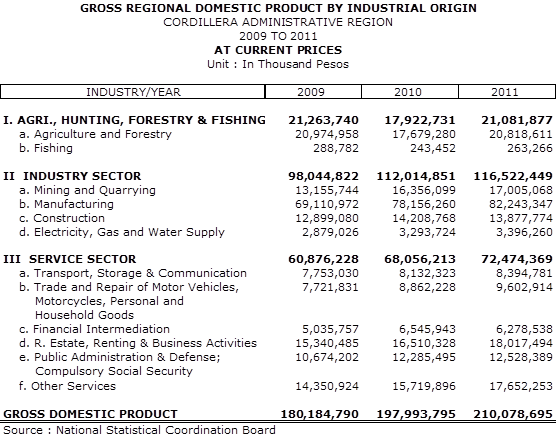 GROSS REGIONAL DOMESTIC PRODUCT BY INDUSTRIAL ORIGIN
CORDILLERA ADMINISTRATIVE REGION
2009 TO 2011
AT CURRENT PRICES
Unit : In Thousand Pesos
INDUSTRY/YEAR 2009 2010 2011
I. AGRI., HUNTING, FORESTRY & FISHING 21,263,740 17,922,731 21,081,877
a. Agriculture and Forestry 20,974,958 17,679,280 20,818,611
b. Fishing 288,782 243,452 263,266
II INDUSTRY SECTOR 98,044,822 112,014,851 116,522,449
a. Mining and Quarrying 13,155,744 16,356,099 17,005,068
b. Manufacturing 69,110,972 78,156,260 82,243,347
c. Construction 12,899,080 14,208,768 13,877,774
d. Electricity, Gas and Water Supply 2,879,026 3,293,724 3,396,260
III SERVICE SECTOR 60,876,228 68,056,213 72,474,369
a. Transport, Storage & Communication 7,753,030 8,132,323 8,394,781
b. Trade and Repair of Motor Vehicles, 7,721,831 8,862,228 9,602,914
Motorcycles, Personal and
Household Goods
c. Financial Intermediation 5,035,757 6,545,943 6,278,538
d. R. Estate, Renting & Business Activities 15,340,485 16,510,328 18,017,494
e. Public Administration & Defense; 10,674,202 12,285,495 12,528,389
Compulsory Social Security
f. Other Services 14,350,924 15,719,896 17,652,253
GROSS DOMESTIC PRODUCT 180,184,790 197,993,795 210,078,695
Source : National Statistical Coordination Board